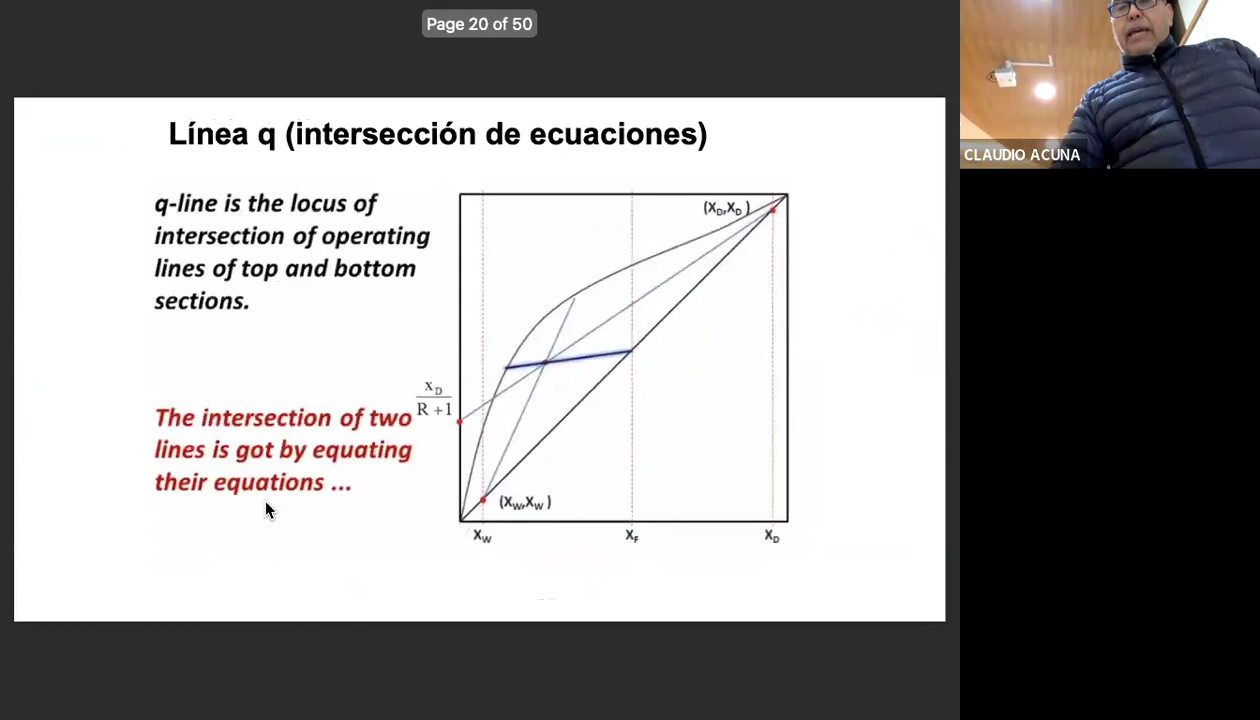 Page 20 of 50
Línea q (intersección de ecuaciones)
q-line is the locus of
intersection of operating
lines of top and bottom
sections.
The intersection of two
lines is got by equating
their equations ...
(X_D,X_D)
x_D
R +1
(X_W,X_W)
X_W
X_F
X_D
CLAUDIO ACUNA